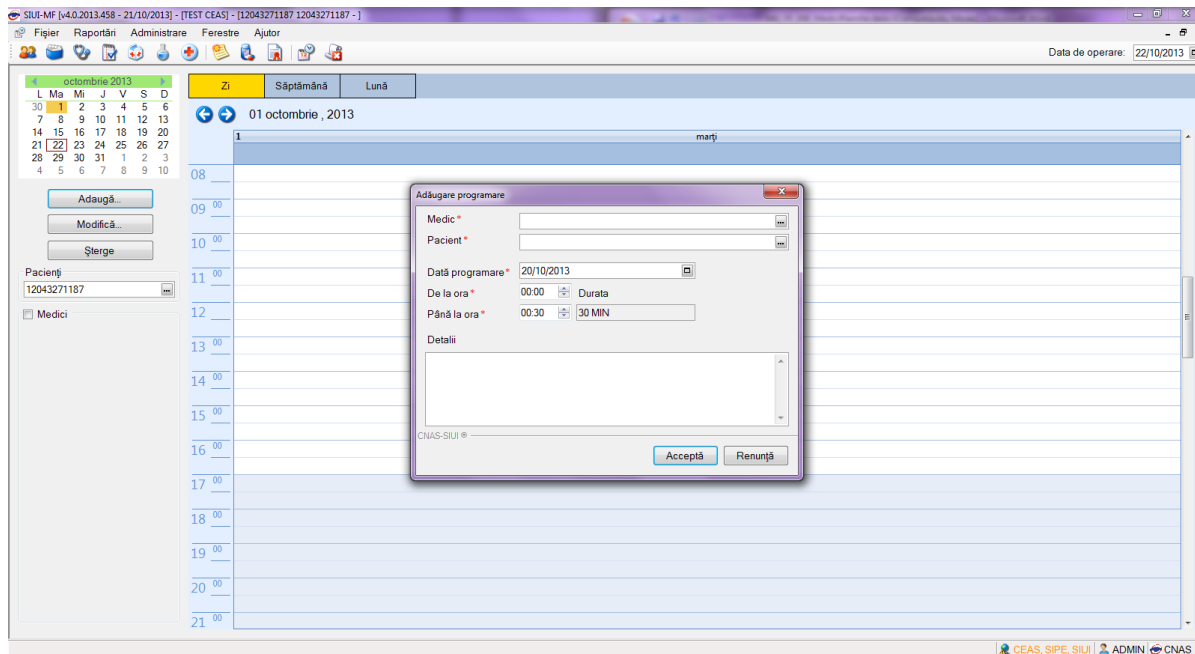 SIUI-MF [v4.0.2013.458 - 21/10/2013] - [TEST CEAS] - [12043271187 12043271187 - ]
Fişier Raportări Administrare Ferestre Ajutor
Data de operare: 22/10/2013
octombrie 2013
L Ma Mi J V S D
30 1 2 3 4 5 6
7 8 9 10 11 12 13
14 15 16 17 18 19 20
21 22 23 24 25 26 27
28 29 30 31 1 2 3
4 5 6 7 8 9 10
Adaugă...
Modifică...
Şterge
Pacienţi
12043271187
Medici
Zi Săptămână Lună
01 octombrie , 2013
1 marţi
08
09 00
10 00
11 00
12
13 00
14 00
15 00
16 00
17 00
18 00
19 00
20 00
21 00
Adăugare programare
Medic*
Pacient*
Dată programare* 20/10/2013
De la ora* 00:00 Durata
Până la ora* 00:30 30 MIN
Detalii
CNAS-SIUI ®
Acceptă Renunţă
CEAS, SIPE, SIUI ADMIN CNAS